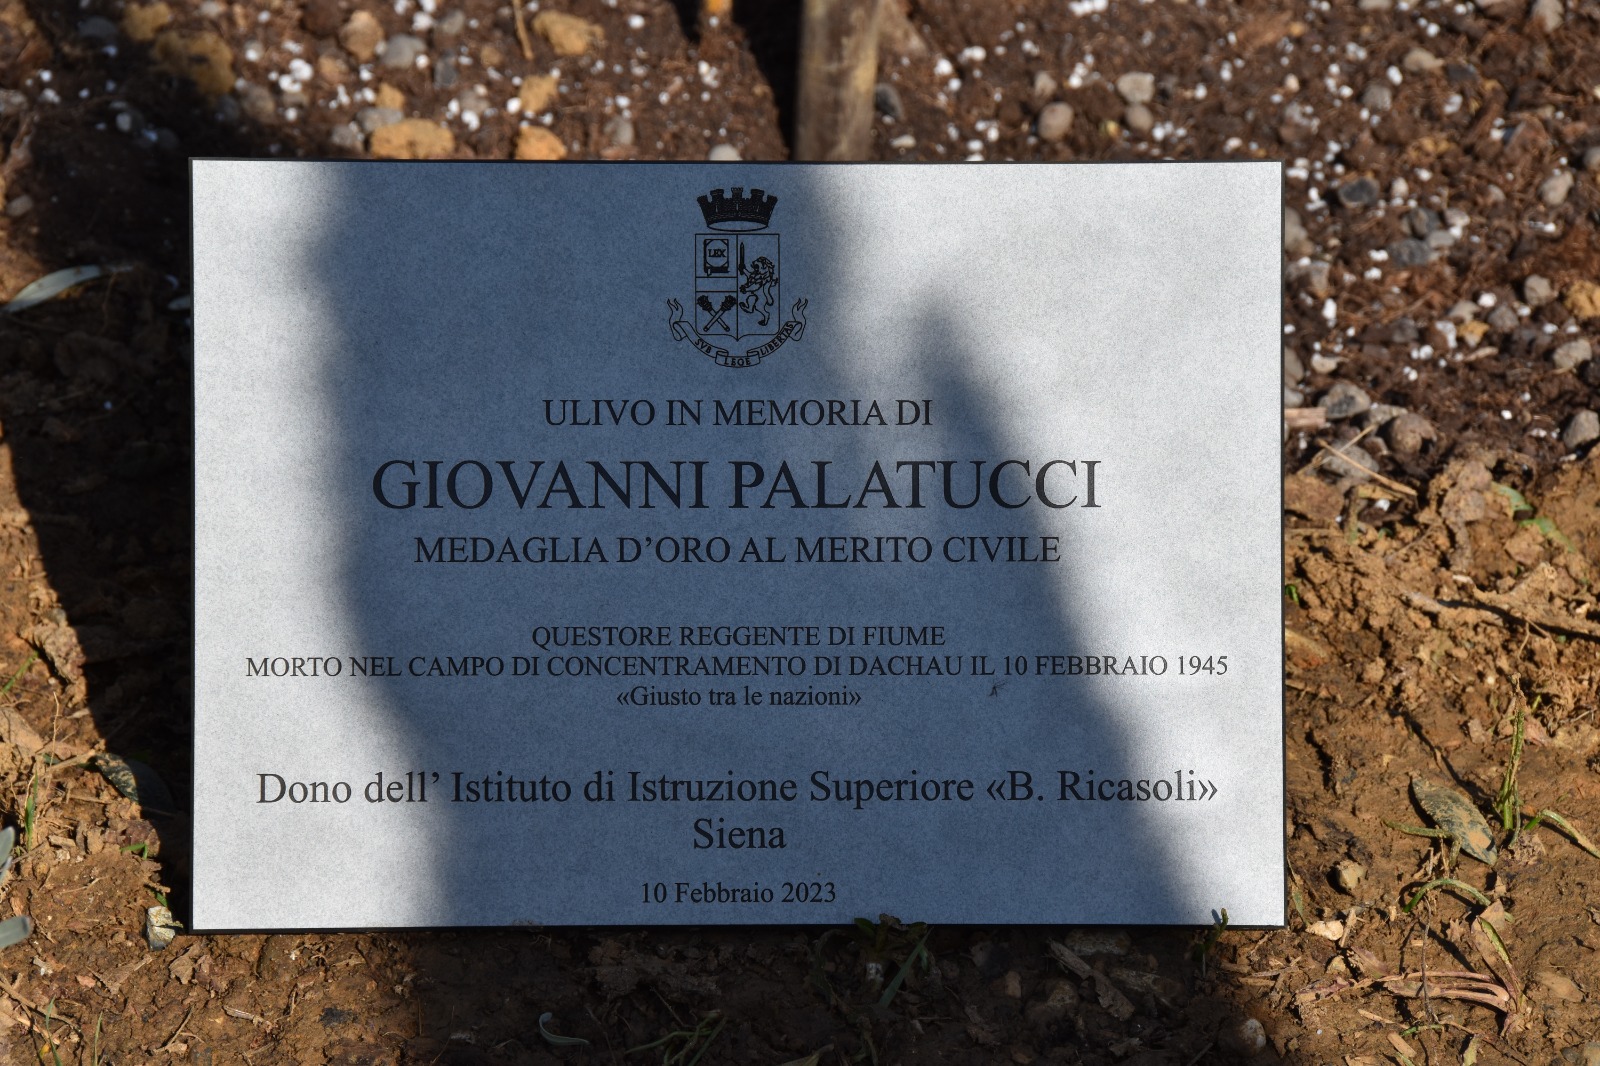 LEX
SVB LEGE LIBERTAS
ULIVO IN MEMORIA DI
GIOVANNI PALATUCCI
MEDAGLIA D'ORO AL MERITO CIVILE
QUESTORE REGGENTE DI FIUME
MORTO NEL CAMPO DI CONCENTRAMENTO DI DACHAU IL 10 FEBBRAIO 1945
«Giusto tra le nazioni»
Dono dell' Istituto di Istruzione Superiore «B. Ricasoli»
Siena
10 Febbraio 2023